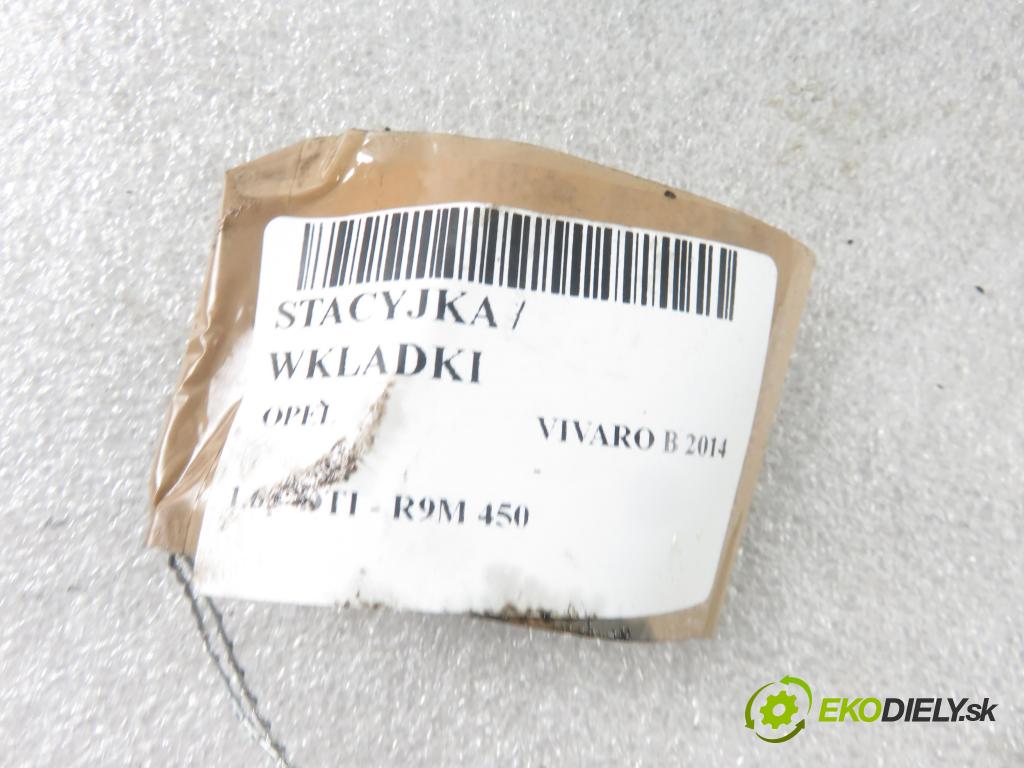 STACYJKA /
WKLADKI
OPEL VIVARO B 2014
- R9M 450
EKODIELY.sk